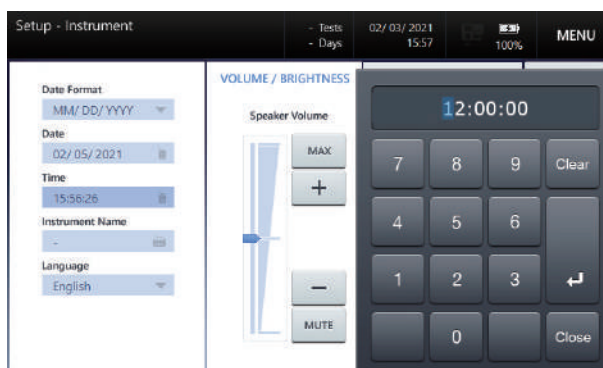 Setup - Instrument
- Tests
- Days
02/ 03/ 2021
15:57
100%
MENU
Date Format
MM/ DD/ YYYY
Date
02/ 05/ 2021
Time
15:56:26
Instrument Name
-
Language
English
VOLUME / BRIGHTNESS
Speaker Volume
MAX
+
−
MUTE
12:00:00
7 8 9 Clear
4 5 6
1 2 3
0 Close